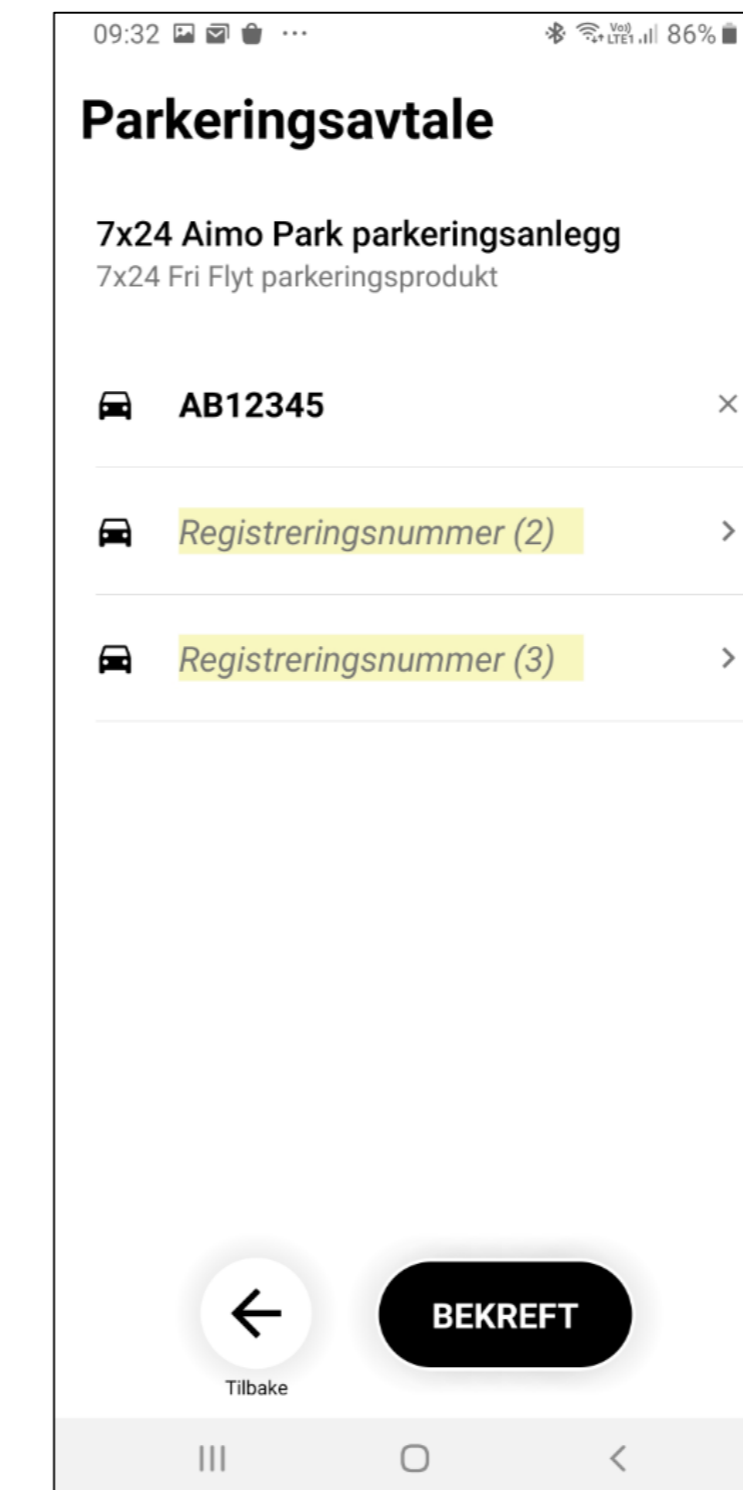 09:32 86%
Parkeringsavtale
7x24 Aimo Park parkeringsanlegg
7x24 Fri Flyt parkeringsprodukt
AB12345
Registreringsnummer (2)
Registreringsnummer (3)
BEKREFT
Tilbake